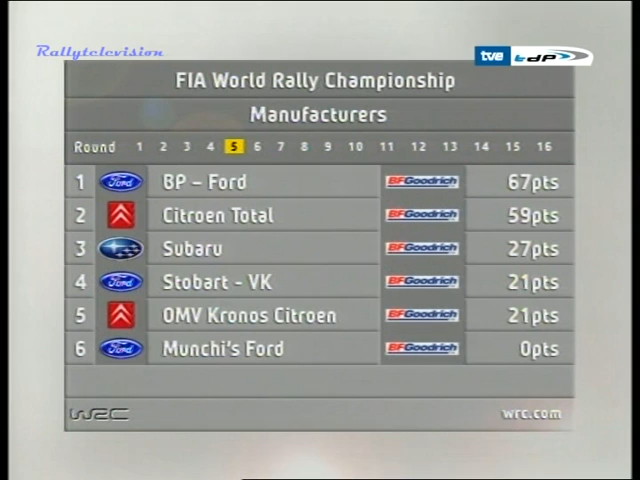 Rallytelevision
tve tdp
FIA World Rally Championship
Manufacturers
Round 1 2 3 4 5 6 7 8 9 10 11 12 13 14 15 16
1 Ford BP – Ford BFGoodrich 67pts
2 Citroen Total BFGoodrich 59pts
3 Subaru BFGoodrich 27pts
4 Ford Stobart - VK BFGoodrich 21pts
5 OMV Kronos Citroen BFGoodrich 21pts
6 Ford Munchi's Ford BFGoodrich 0pts
WRC wrc.com